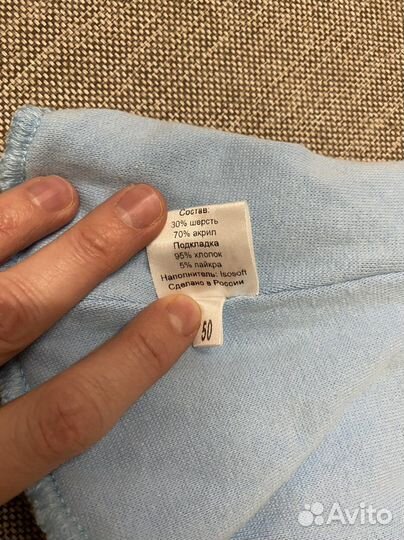 Состав:
30% шерсть
70% акрил
Подкладка
95% хлопок
5% лайкра
Наполнитель: Isosoft
Сделано в России
50
Avito